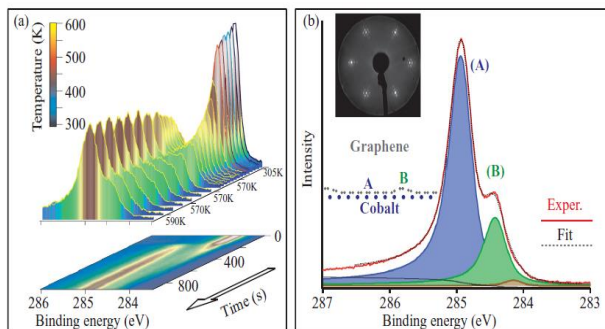 (a)
Temperature (K)
600
500
400
300
305K
570K
570K
590K
0
400
800
Time (s)
286 285 284
Binding energy (eV)
(b)
(A)
Graphene
A
B
Cobalt
(B)
Exper.
Fit
Intensity
287 286 285 284 283
Binding energy (eV)